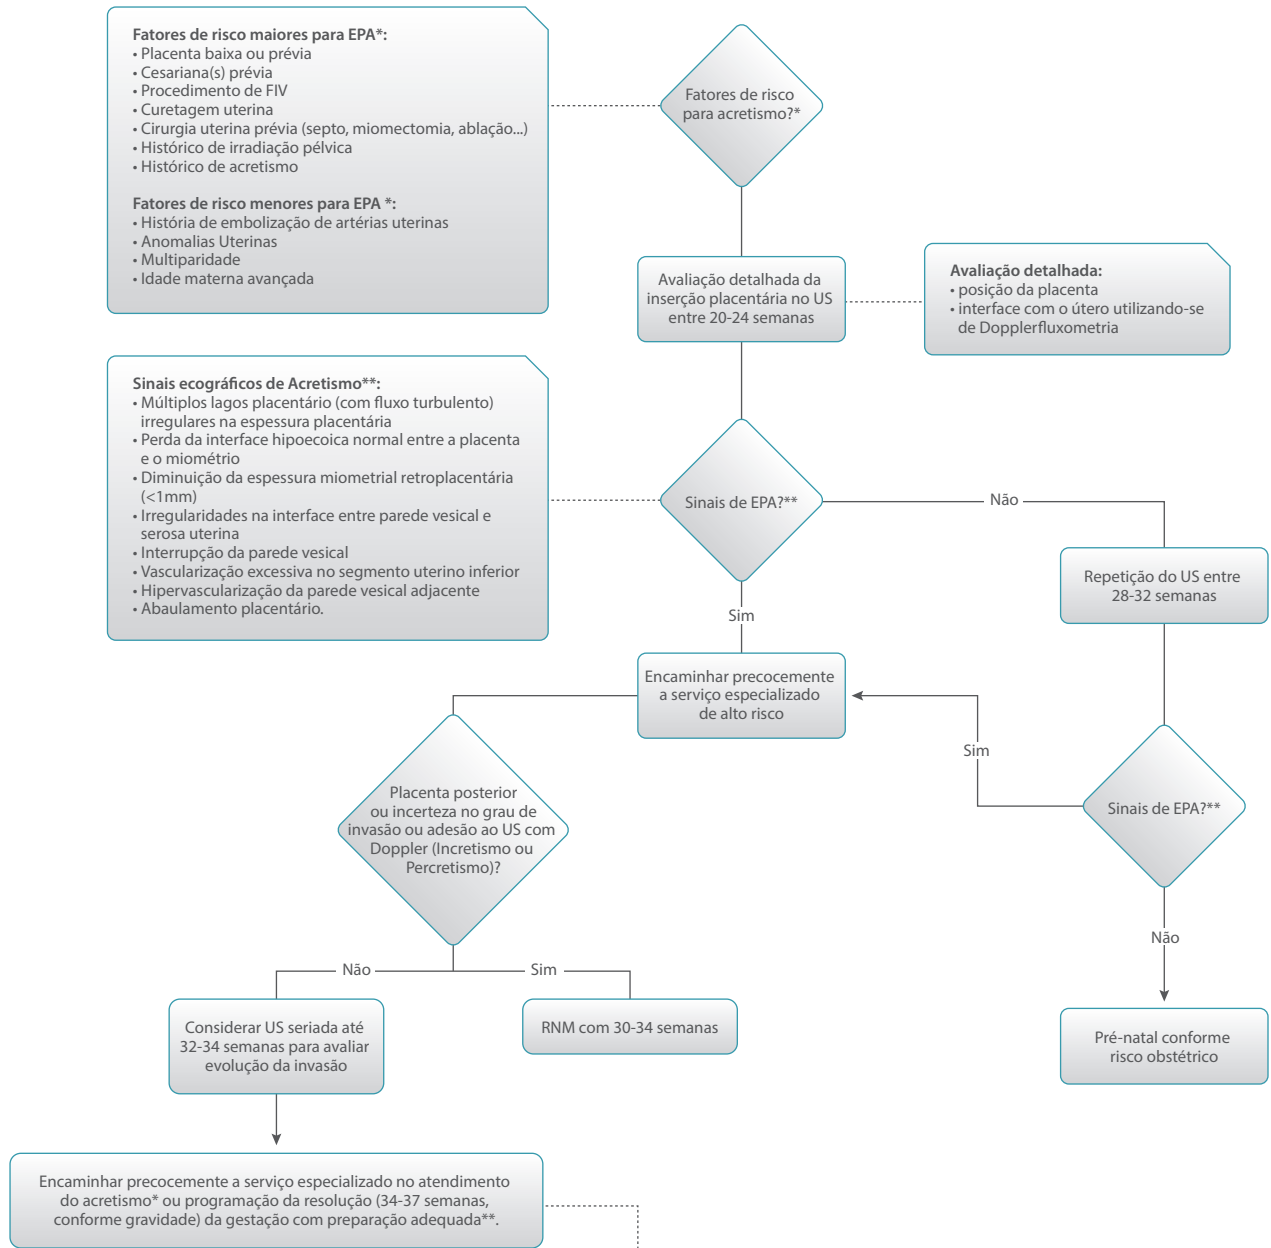 Fatores de risco maiores para EPA*:
• Placenta baixa ou prévia
• Cesariana(s) prévia
• Procedimento de FIV
• Curetagem uterina
• Cirurgia uterina prévia (septo, miomectomia, ablação...)
• Histórico de irradiação pélvica
• Histórico de acretismo
Fatores de risco menores para EPA *:
• História de embolização de artérias uterinas
• Anomalias Uterinas
• Multiparidade
• Idade materna avançada
Fatores de risco
para acretismo?*
Avaliação detalhada da
inserção placentária no US
entre 20-24 semanas
Avaliação detalhada:
• posição da placenta
• interface com o útero utilizando-se
de Dopplerfluxometria
Sinais ecográficos de Acretismo**:
• Múltiplos lagos placentário (com fluxo turbulento)
irregulares na espessura placentária
• Perda da interface hipoecoica normal entre a placenta
e o miométrio
• Diminuição da espessura miometrial retroplacentária
(<1mm)
• Irregularidades na interface entre parede vesical e
serosa uterina
• Interrupção da parede vesical
• Vascularização excessiva no segmento uterino inferior
• Hipervascularização da parede vesical adjacente
• Abaulamento placentário.
Sinais de EPA?**
Não
Repetição do US entre
28-32 semanas
Sim
Encaminhar precocemente
a serviço especializado
de alto risco
Sim
Sinais de EPA?**
Placenta posterior
ou incerteza no grau de
invasão ou adesão ao US com
Doppler (Incretismo ou
Percretismo)?
Não
Pré-natal conforme
risco obstétrico
Não
Sim
Considerar US seriada até
32-34 semanas para avaliar
evolução da invasão
RNM com 30-34 semanas
Encaminhar precocemente a serviço especializado no atendimento
do acretismo* ou programação da resolução (34-37 semanas,
conforme gravidade) da gestação com preparação adequada**.